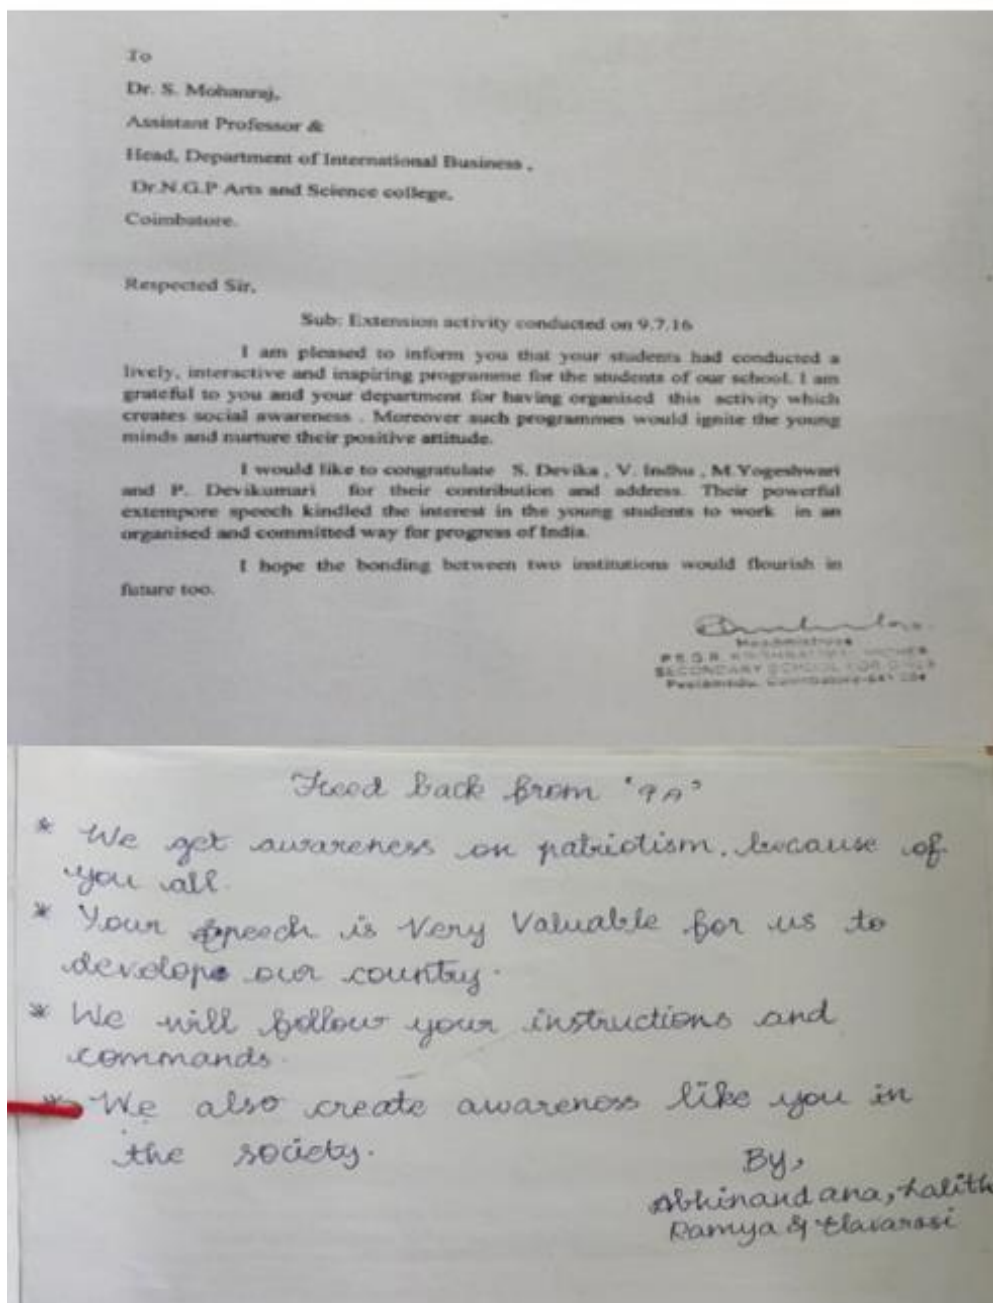 To
Dr. S. Mohanraj,
Assistant Professor &
Head, Department of International Business ,
Dr.N.G.P Arts and Science college,
Coimbatore.
Respected Sir,
Sub: Extension activity conducted on 9.7.16
I am pleased to inform you that your students had conducted a
lively, interactive and inspiring programme for the students of our school. I am
grateful to you and your department for having organised this activity which
creates social awareness . Moreover such programmes would ignite the young
minds and nurture their positive attitude.
I would like to congratulate S. Devika , V. Indhu , M.Yogeshwari
and P. Devikumari for their contribution and address. Their powerful
extempore speech kindled the interest in the young students to work in an
organised and committed way for progress of India.
I hope the bonding between two institutions would flourish in
future too.
Headmistress
SECONDARY SCHOOL FOR GIRLS
Feed back from '9A'
* We get awareness on patriotism. because of
you all.
* Your speech is Very Valuable for us to
develope our country.
* We will follow your instructions and
commands.
* We also create awareness like you in
the society.
By,
Abhinandana, Lalith
Ramya & Elavarasi